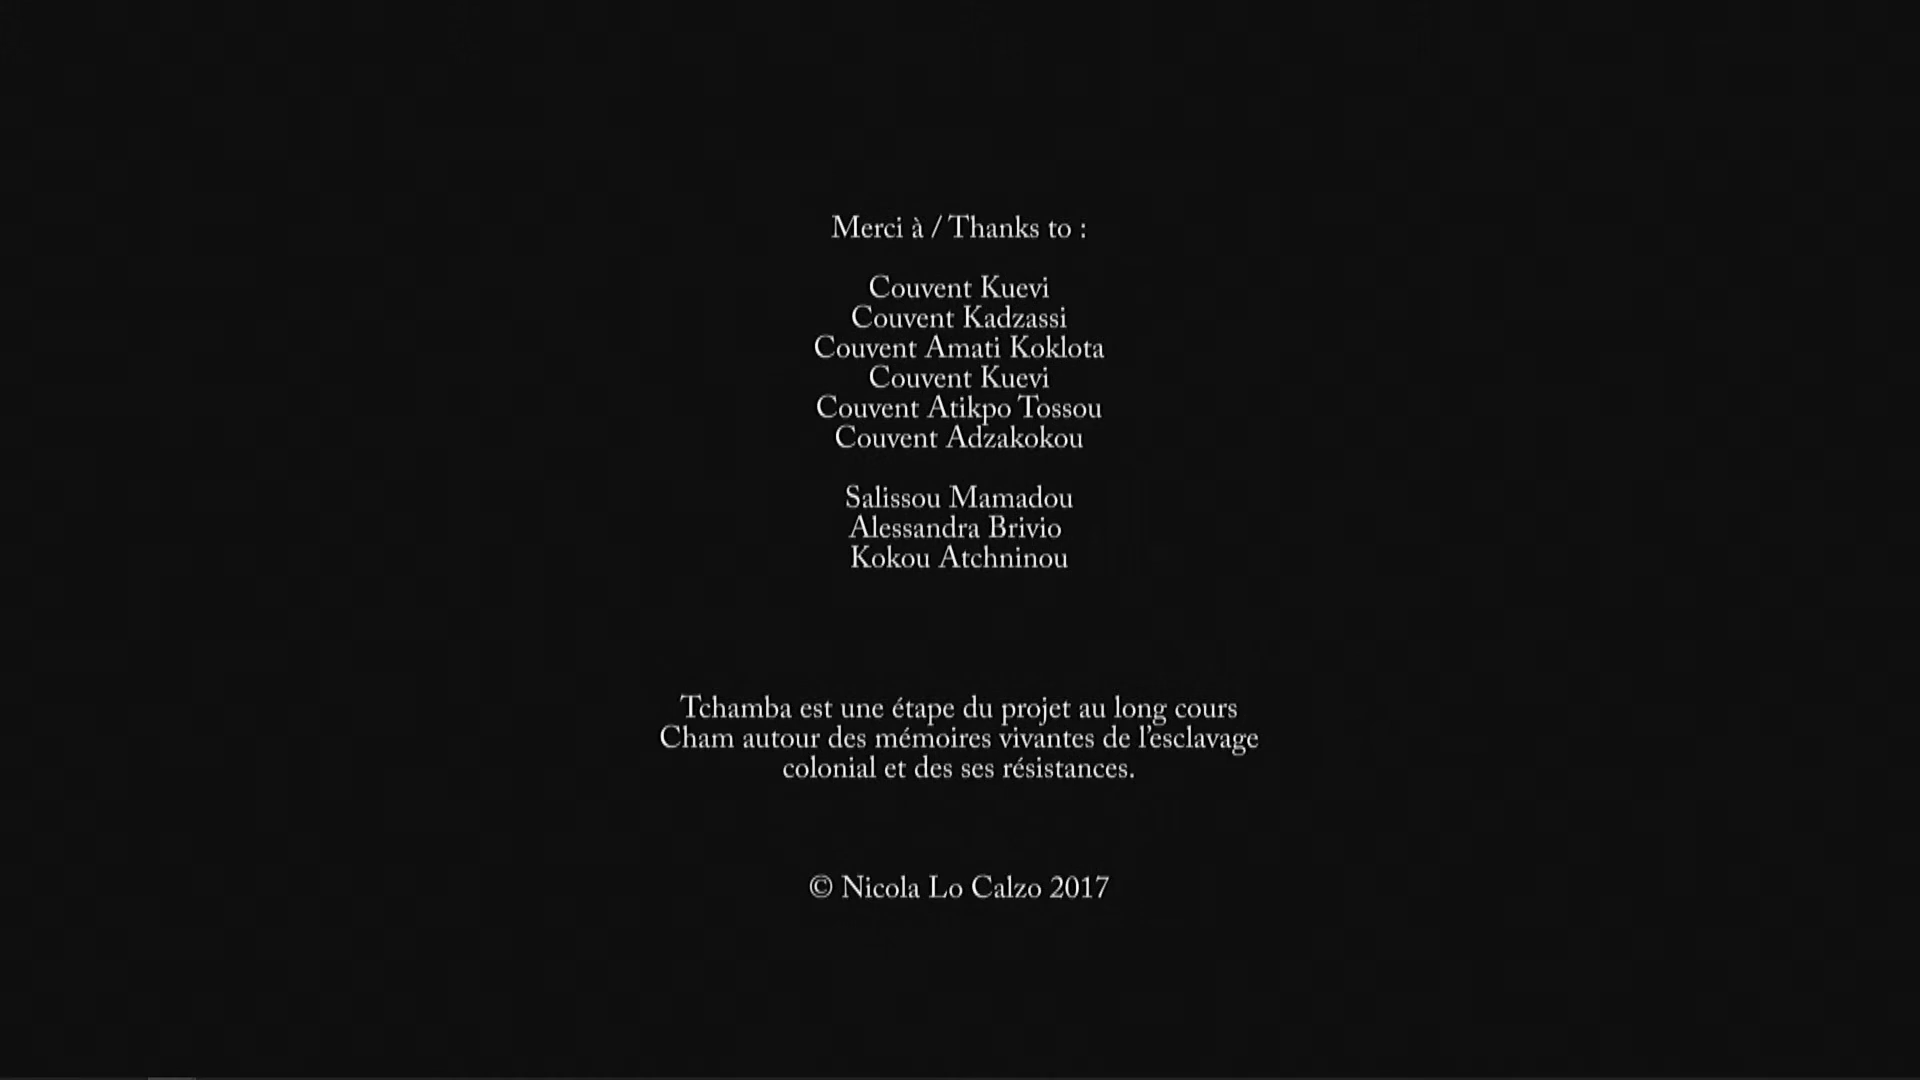 Merci à / Thanks to :
Couvent Kuevi
Couvent Kadzassi
Couvent Amati Koklota
Couvent Kuevi
Couvent Atikpo Tossou
Couvent Adzakokou
Salissou Mamadou
Alessandra Brivio
Kokou Atchninou
Tchamba est une étape du projet au long cours
Cham autour des mémoires vivantes de l'esclavage
colonial et des ses résistances.
© Nicola Lo Calzo 2017